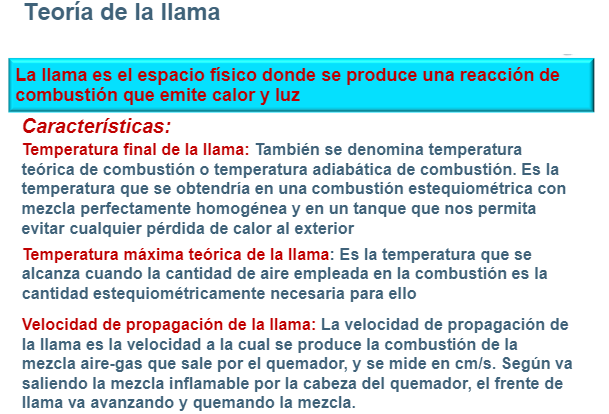 Teoría de la llama
La llama es el espacio físico donde se produce una reacción de
combustión que emite calor y luz
Características:
Temperatura final de la llama: También se denomina temperatura
teórica de combustión o temperatura adiabática de combustión. Es la
temperatura que se obtendría en una combustión estequiométrica con
mezcla perfectamente homogénea y en un tanque que nos permita
evitar cualquier pérdida de calor al exterior
Temperatura máxima teórica de la llama: Es la temperatura que se
alcanza cuando la cantidad de aire empleada en la combustión es la
cantidad estequiométricamente necesaria para ello
Velocidad de propagación de la llama: La velocidad de propagación de
la llama es la velocidad a la cual se produce la combustión de la
mezcla aire-gas que sale por el quemador, y se mide en cm/s. Según va
saliendo la mezcla inflamable por la cabeza del quemador, el frente de
llama va avanzando y quemando la mezcla.